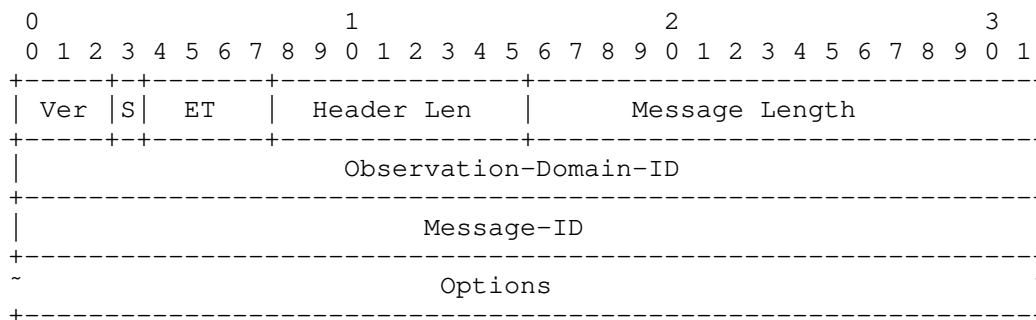 0                   1                   2                   3
0 1 2 3 4 5 6 7 8 9 0 1 2 3 4 5 6 7 8 9 0 1 2 3 4 5 6 7 8 9 0 1
+-----+-+-------+---------------+-------------------------------
| Ver |S|  ET   |  Header Len   |      Message Length
+-----+-+-------+---------------+-------------------------------
|                    Observation-Domain-ID
+---------------------------------------------------------------
|                         Message-ID
+---------------------------------------------------------------
~                          Options
+---------------------------------------------------------------